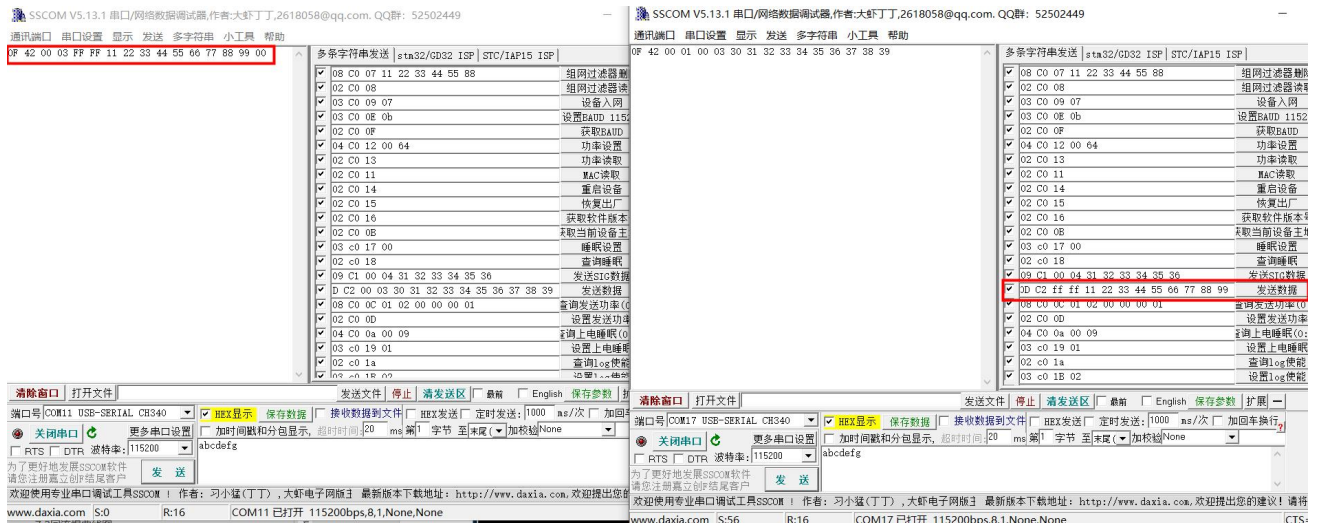 SSCOM V5.13.1 串口/网络数据调试器,作者:大虾丁丁,2618058@qq.com. QQ群: 52502449
通讯端口 串口设置 显示 发送 多字符串 小工具 帮助
0F 42 00 03 FF FF 11 22 33 44 55 66 77 88 99 00
多条字符串发送 stm32/GD32 ISP STC/IAP15 ISP
08 C0 07 11 22 33 44 55 88 组网过滤器删
02 C0 08 组网过滤器读
03 C0 09 07 设备入网
03 C0 0E 0b 设置BAUD 1152
02 C0 0F 获取BAUD
04 C0 12 00 64 功率设置
02 C0 13 功率读取
02 C0 11 MAC读取
02 C0 14 重启设备
02 C0 15 恢复出厂
02 C0 16 获取软件版本
02 C0 0B 获取当前设备主
03 c0 17 00 睡眠设置
02 c0 18 查询睡眠
09 C1 00 04 31 32 33 34 35 36 发送SIG数据
D C2 00 03 30 31 32 33 34 35 36 37 38 39 发送数据
08 C0 0C 01 02 00 00 00 01 查询发送功率(0
02 C0 0D 设置发送功率
04 C0 0a 00 09 查询上电睡眠(0
03 c0 19 01 设置上电睡眠
02 c0 1a 查询log使能
03 c0 1B 02 设置log使能
清除窗口 打开文件 发送文件 停止 清发送区 最前 English 保存参数
端口号 COM11 USB-SERIAL CH340 HEX显示 保存数据 接收数据到文件 HEX发送 定时发送: 1000 ms/次 加回车
关闭串口 更多串口设置 加时间戳和分包显示, 超时时间: 20 ms 第1 字节 至 末尾 加校验None
RTS DTR 波特率: 115200 abcdefg
为了更好地发展SSCOM软件
请您注册嘉立创F结尾客户 发 送
欢迎使用专业串口调试工具SSCOM ! 作者: 习小猛(丁丁) ,大虾电子网版主 最新版本下载地址: http://www.daxia.com,欢迎提出您的
www.daxia.com S:0 R:16 COM11 已打开 115200bps,8,1,None,None
SSCOM V5.13.1 串口/网络数据调试器,作者:大虾丁丁,2618058@qq.com. QQ群: 52502449
通讯端口 串口设置 显示 发送 多字符串 小工具 帮助
0F 42 00 01 00 03 30 31 32 33 34 35 36 37 38 39
多条字符串发送 stm32/GD32 ISP STC/IAP15 ISP
08 C0 07 11 22 33 44 55 88 组网过滤器删除
02 C0 08 组网过滤器读取
03 C0 09 07 设备入网
03 C0 0E 0b 设置BAUD 1152
02 C0 0F 获取BAUD
04 C0 12 00 64 功率设置
02 C0 13 功率读取
02 C0 11 MAC读取
02 C0 14 重启设备
02 C0 15 恢复出厂
02 C0 16 获取软件版本号
02 C0 0B 获取当前设备主地
03 c0 17 00 睡眠设置
02 c0 18 查询睡眠
09 C1 00 04 31 32 33 34 35 36 发送SIG数据
0D C2 ff ff 11 22 33 44 55 66 77 88 99 发送数据
08 C0 0C 01 02 00 00 00 01 查询发送功率(0
02 C0 0D 设置发送功率
04 C0 0a 00 09 查询上电睡眠(0:
03 c0 19 01 设置上电睡眠
02 c0 1a 查询log使能
03 C0 1B 02 设置log使能
清除窗口 打开文件 发送文件 停止 清发送区 最前 English 保存参数 扩展 —
端口号 COM17 USB-SERIAL CH340 HEX显示 保存数据 接收数据到文件 HEX发送 定时发送: 1000 ms/次 加回车换行
关闭串口 更多串口设置 加时间戳和分包显示, 超时时间: 20 ms 第1 字节 至 末尾 加校验None
RTS DTR 波特率: 115200 abcdefg
为了更好地发展SSCOM软件
请您注册嘉立创F结尾客户 发 送
欢迎使用专业串口调试工具SSCOM ! 作者: 习小猛(丁丁) ,大虾电子网版主 最新版本下载地址: http://www.daxia.com,欢迎提出您的建议! 请将
www.daxia.com S:56 R:16 COM17 已打开 115200bps,8,1,None,None CTS=